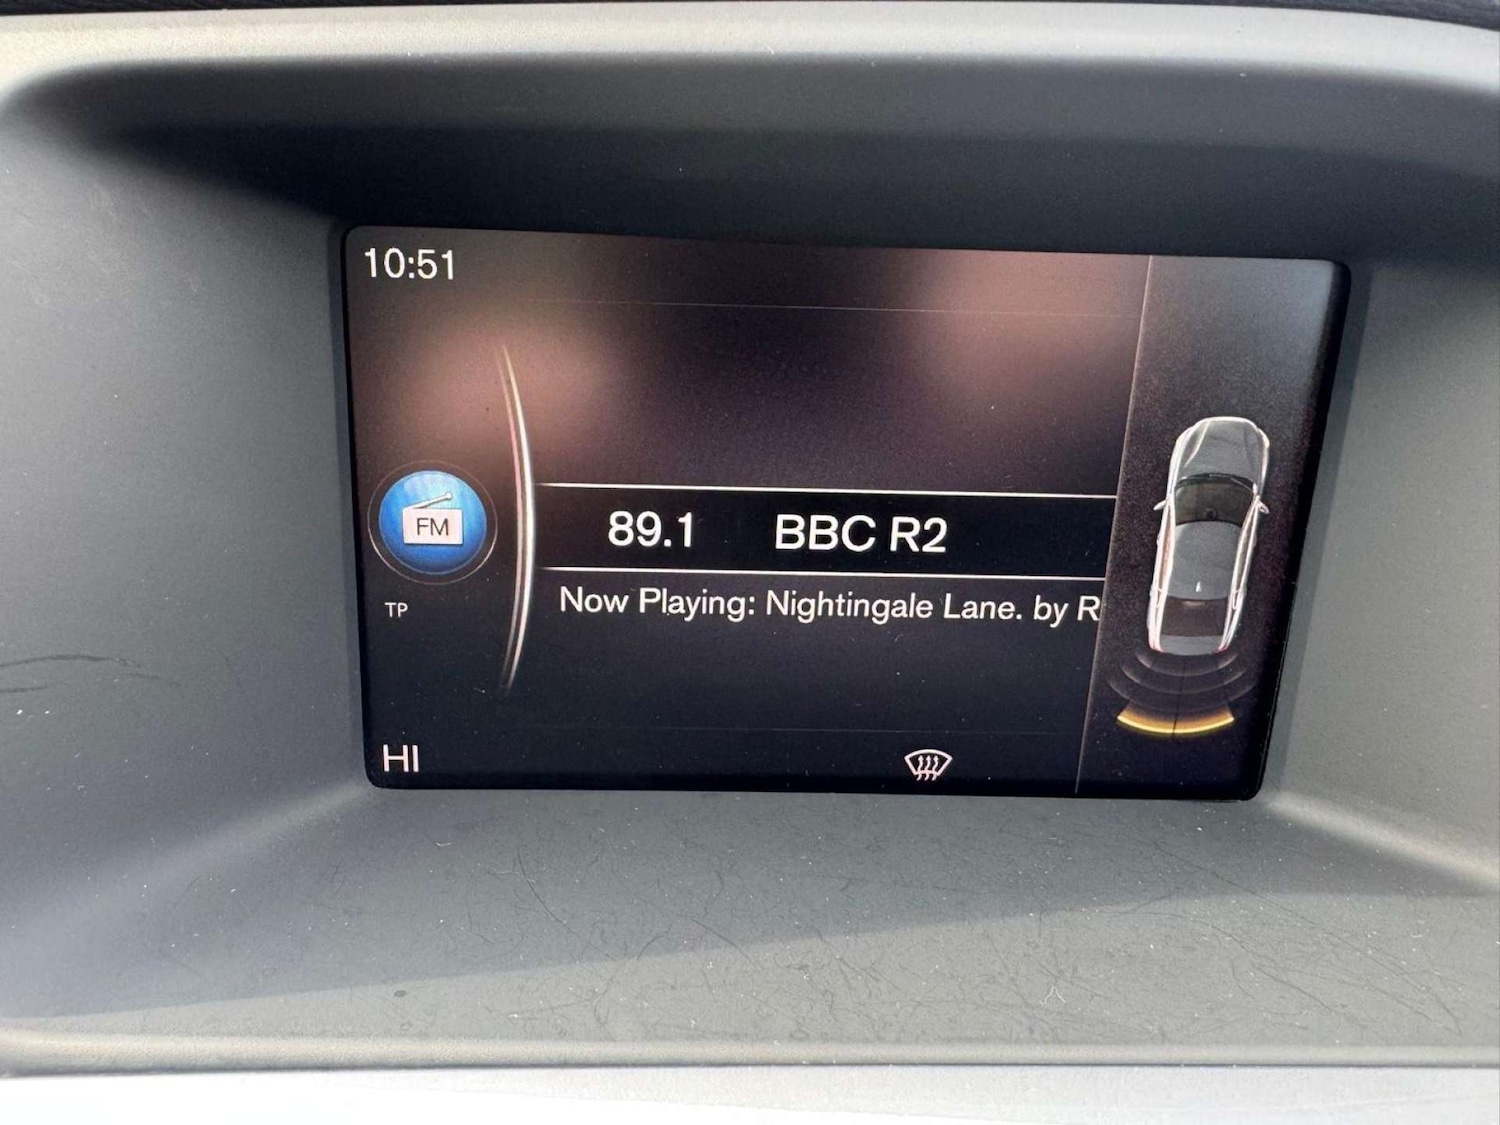 10:51
FM
89.1 BBC R2
TP
Now Playing: Nightingale Lane. by R
HI